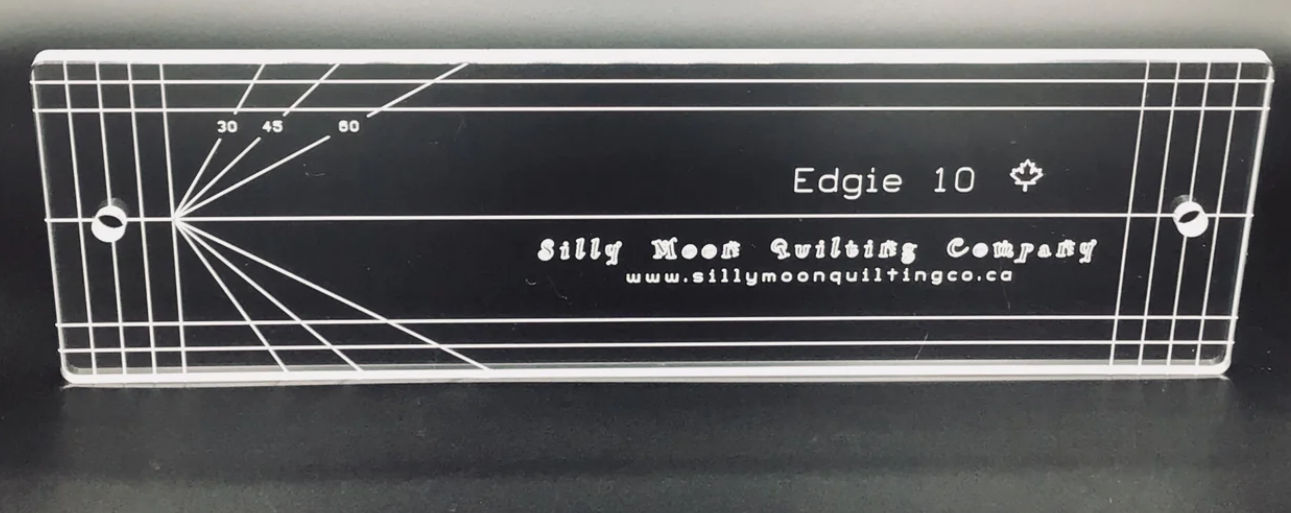 30 45 60
Edgie 10
Silly Moon Quilting Company
www.sillymoonquiltingco.ca